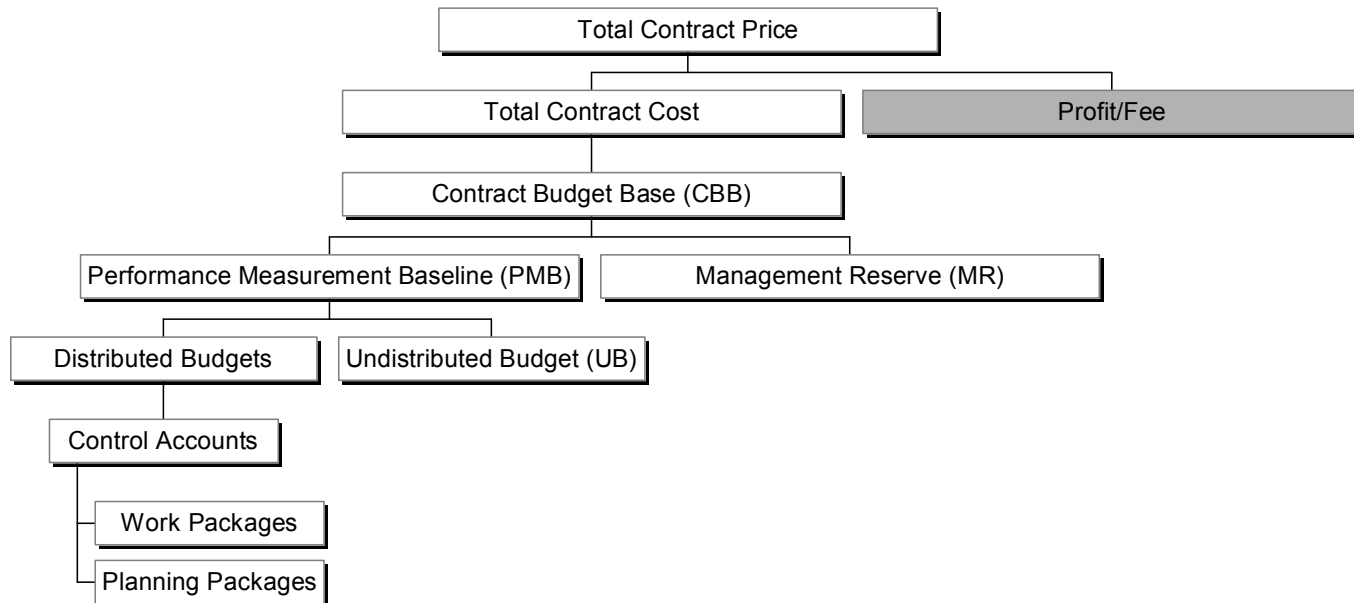 Total Contract Price
Total Contract Cost
Profit/Fee
Contract Budget Base (CBB)
Performance Measurement Baseline (PMB)
Management Reserve (MR)
Distributed Budgets
Undistributed Budget (UB)
Control Accounts
Work Packages
Planning Packages